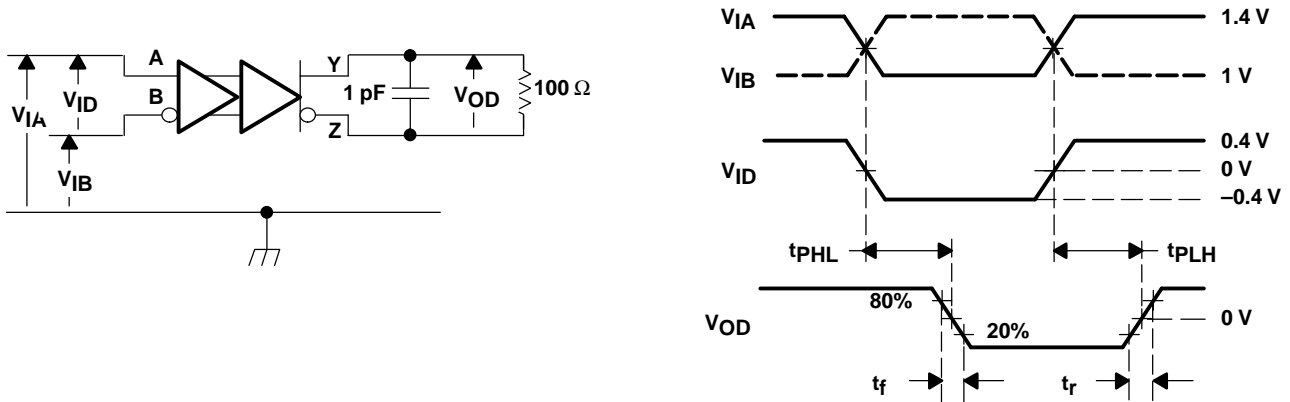 A
B
VID
VIA
VIB
Y
Z
1 pF
VOD
100 Ω
VIA
1.4 V
VIB
1 V
VID
0.4 V
0 V
–0.4 V
tPHL
tPLH
80%
VOD
20%
0 V
tf
tr